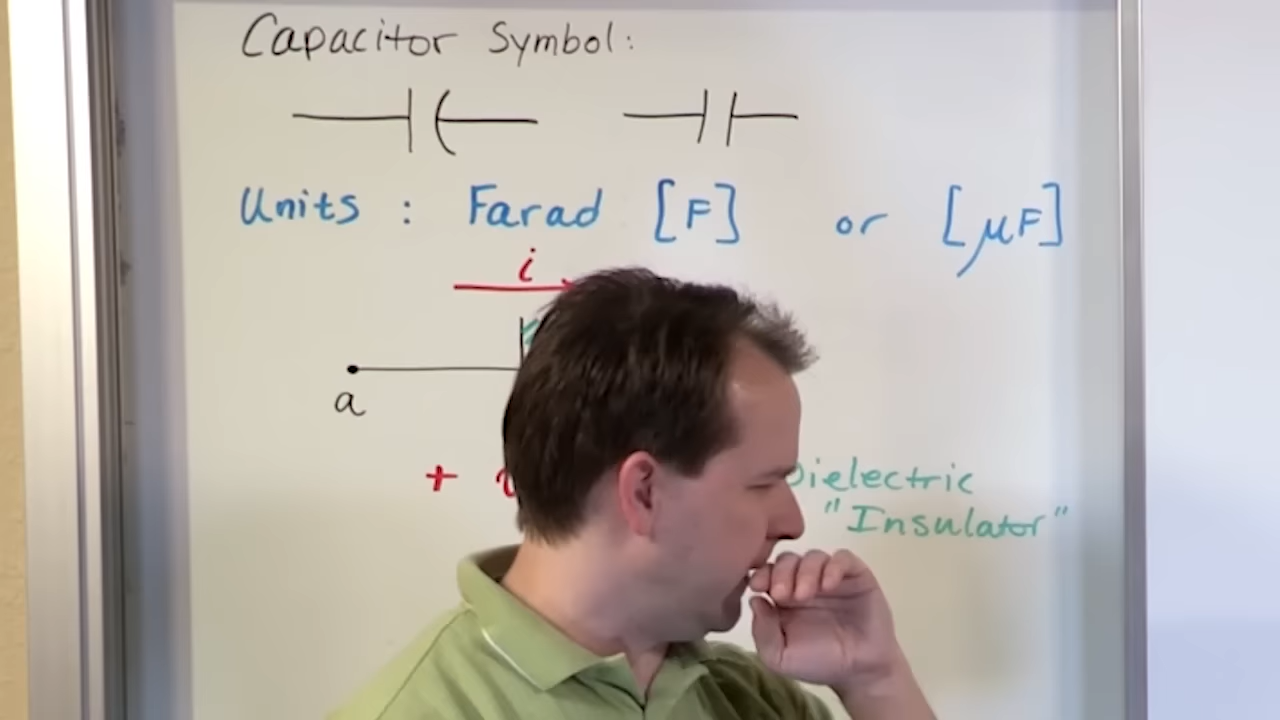 Capacitor Symbol:
Units : Farad [F] or [μF]
i
a
+
Dielectric
"Insulator"